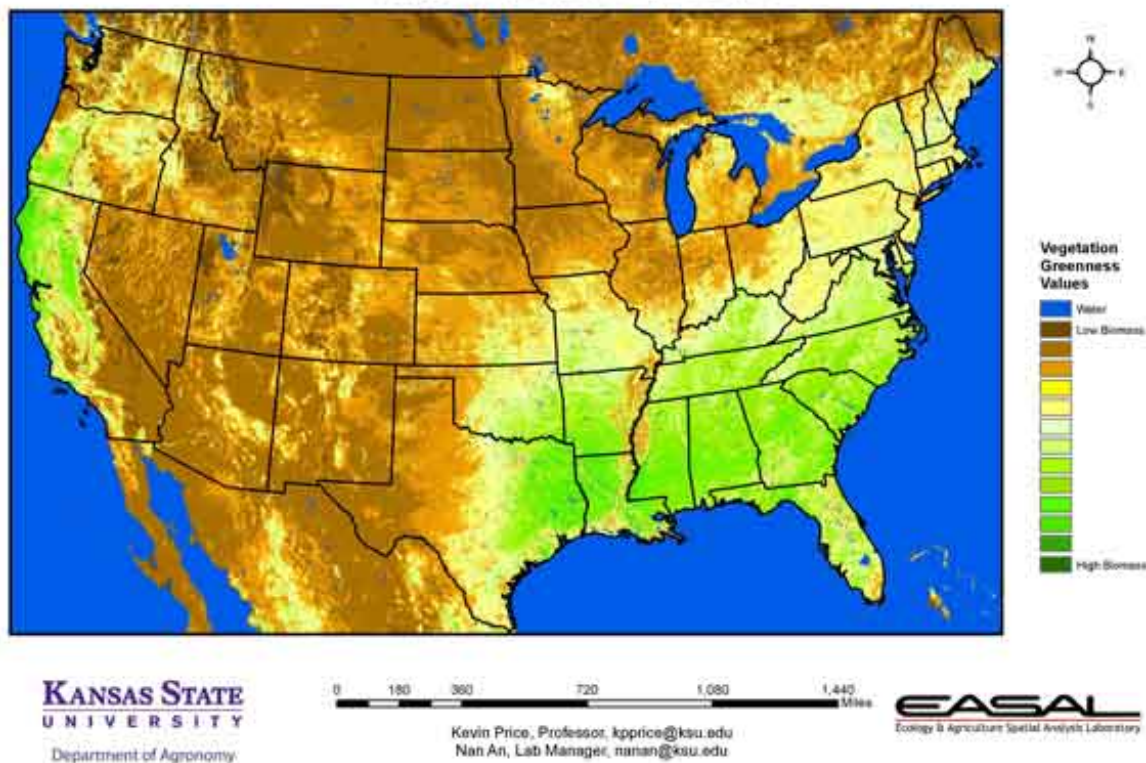 N
W
E
S
Vegetation
Greenness
Values
Water
Low Biomass
High Biomass
KANSAS STATE
UNIVERSITY
Department of Agronomy
0 180 360 720 1,080 1,440
Miles
Kevin Price, Professor, kpprice@ksu.edu
Nan An, Lab Manager, nanan@ksu.edu
EASAL
Ecology & Agriculture Spatial Analysis Laboratory